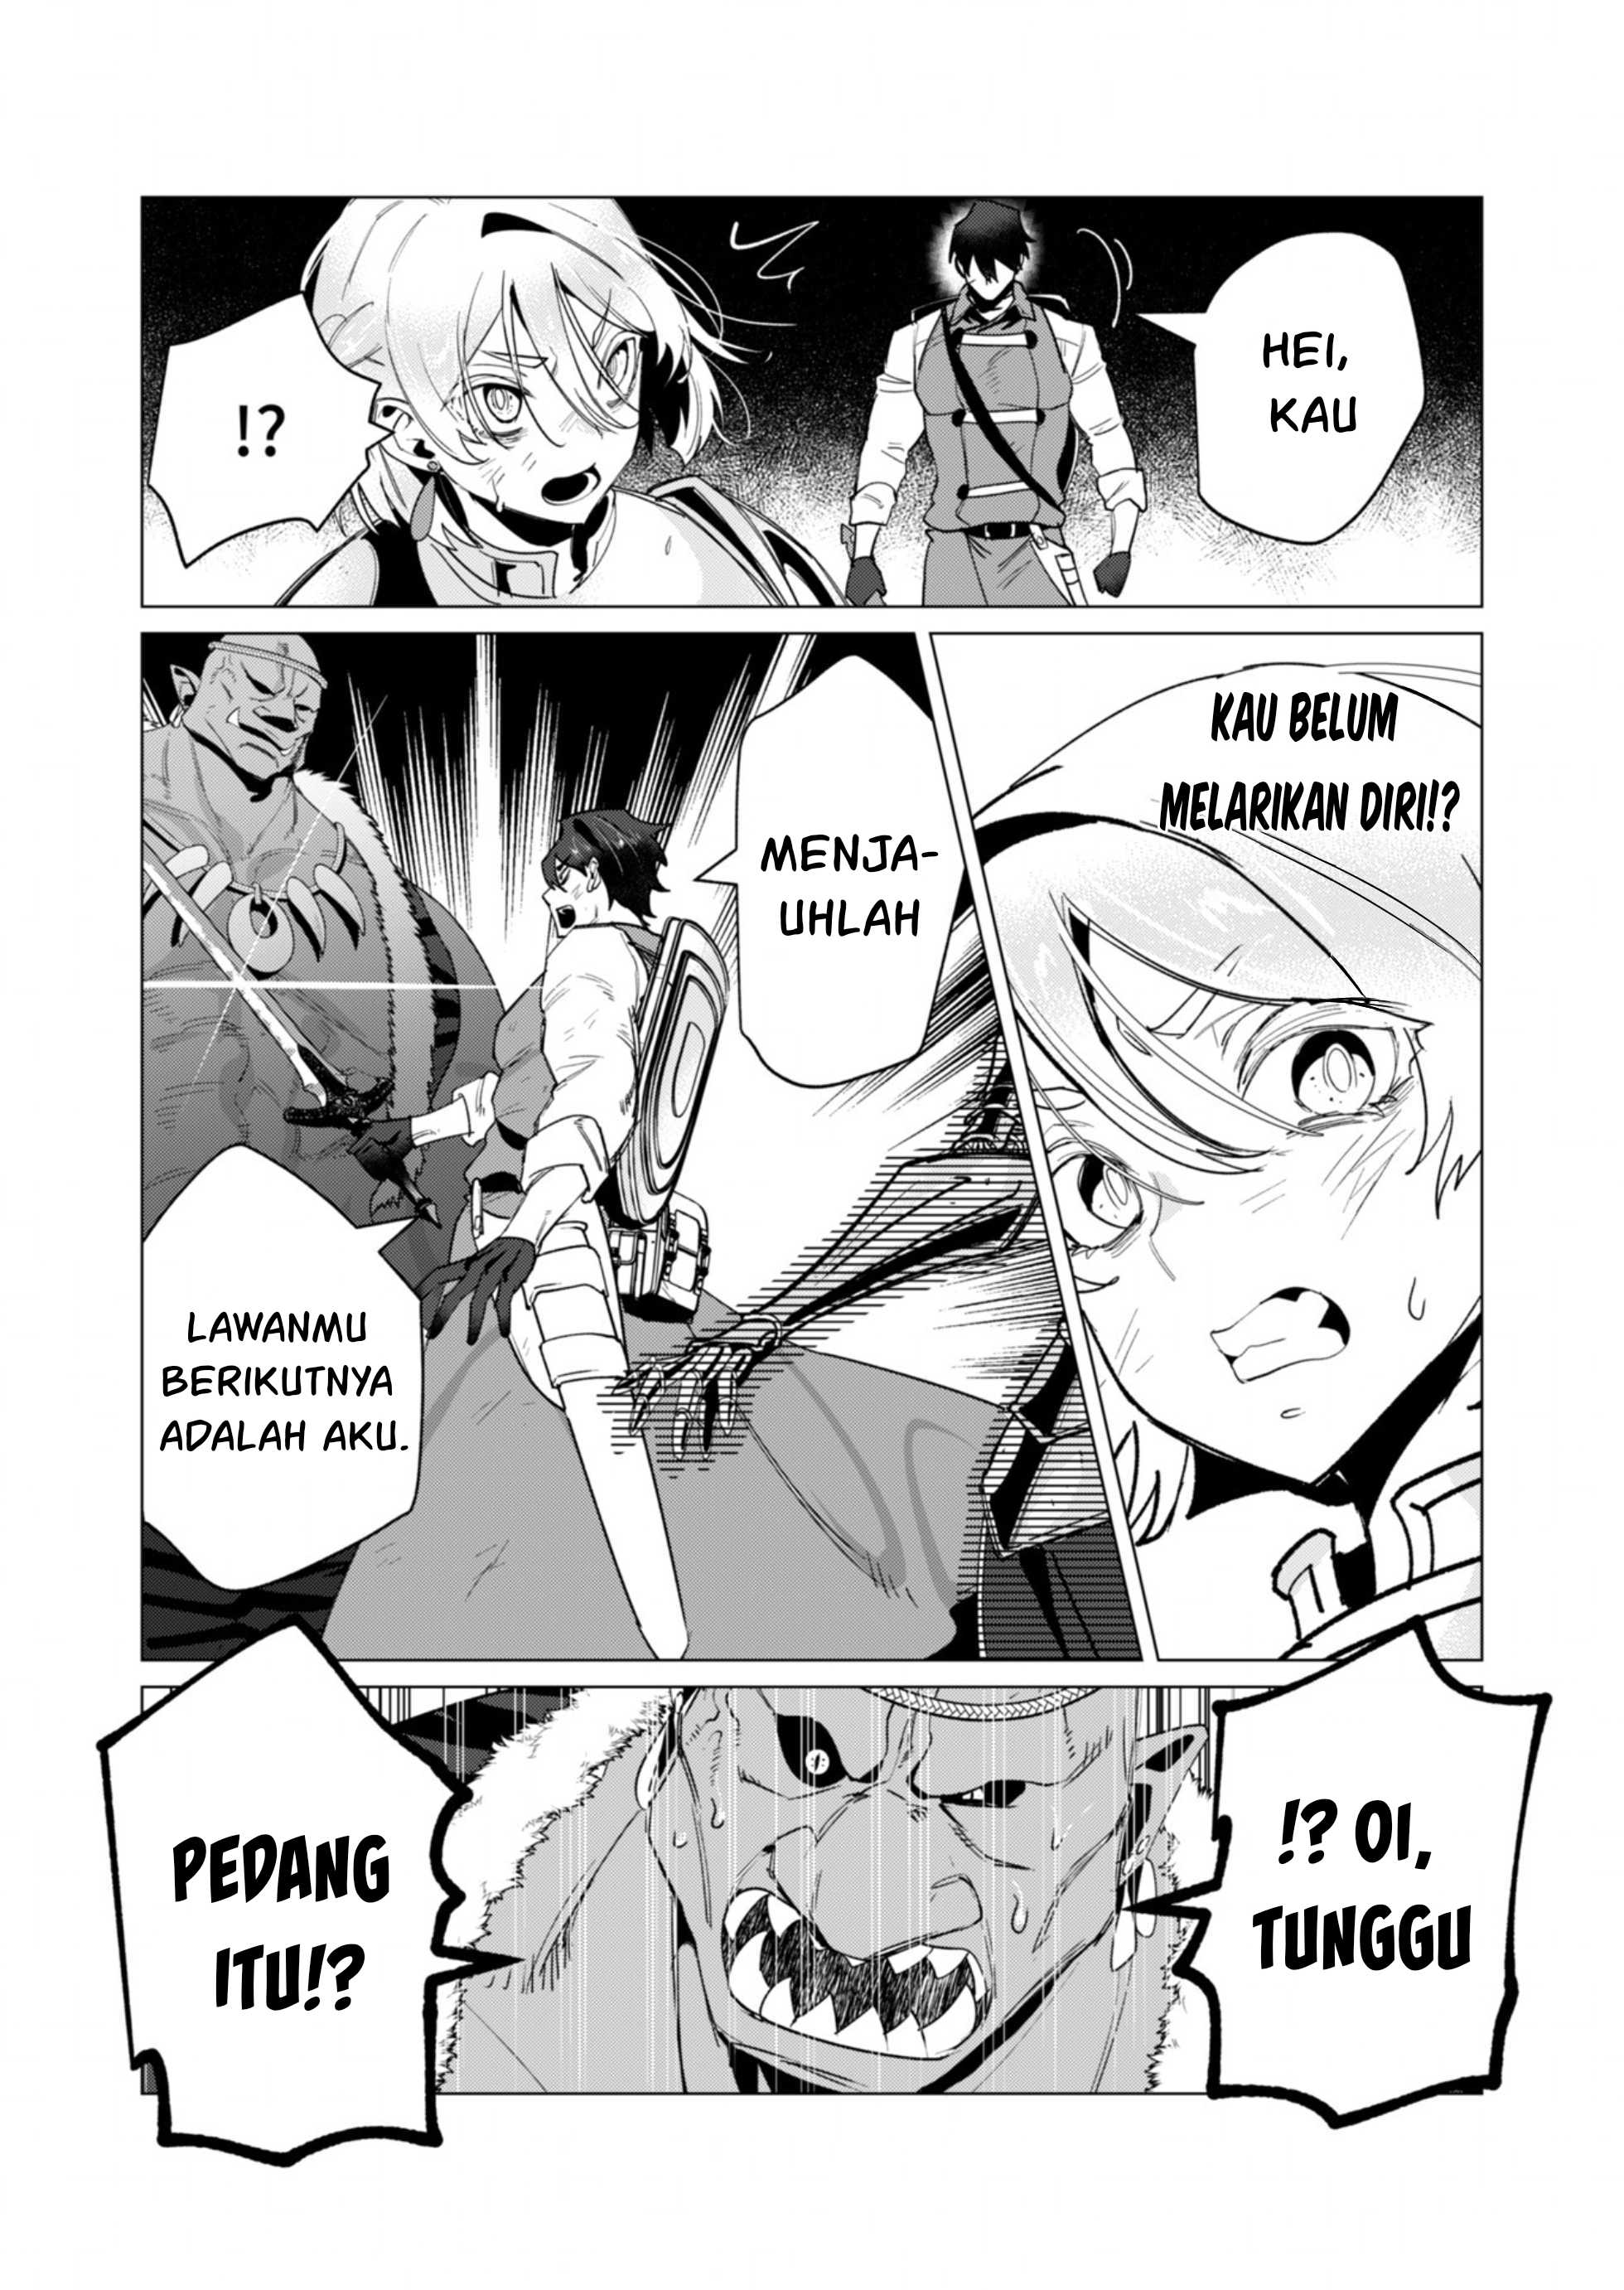 HEI,
KAU
!?
KAU BELUM
MELARIKAN DIRI!?
MENJA-
UHLAH
LAWANMU
BERIKUTNYA
ADALAH AKU.
!? OI,
TUNGGU
PEDANG
ITU!?